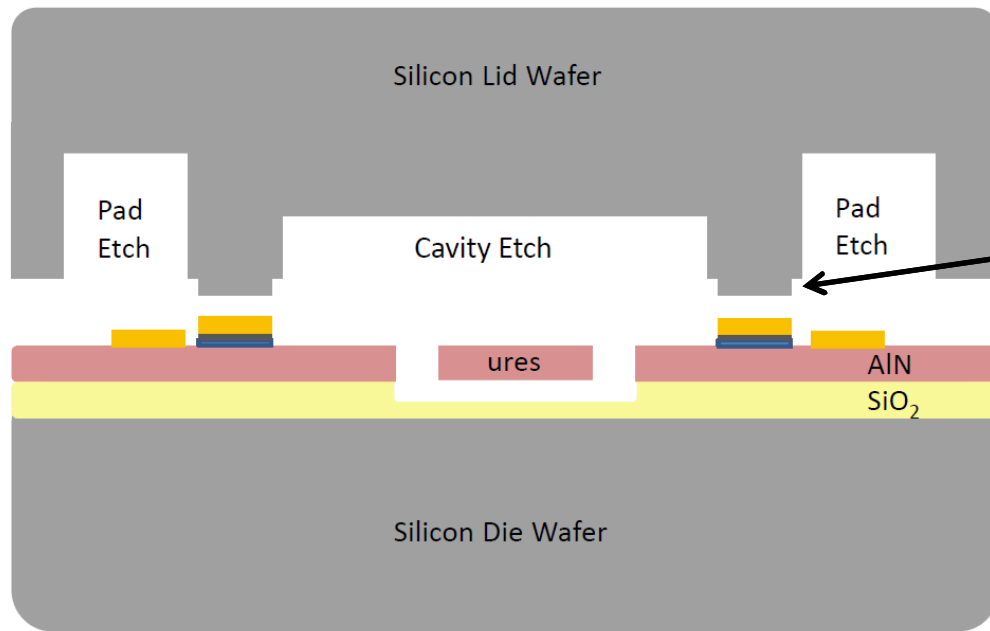 Silicon Lid Wafer
Pad
Etch
Cavity Etch
Pad
Etch
ures
AlN
SiO₂
Silicon Die Wafer